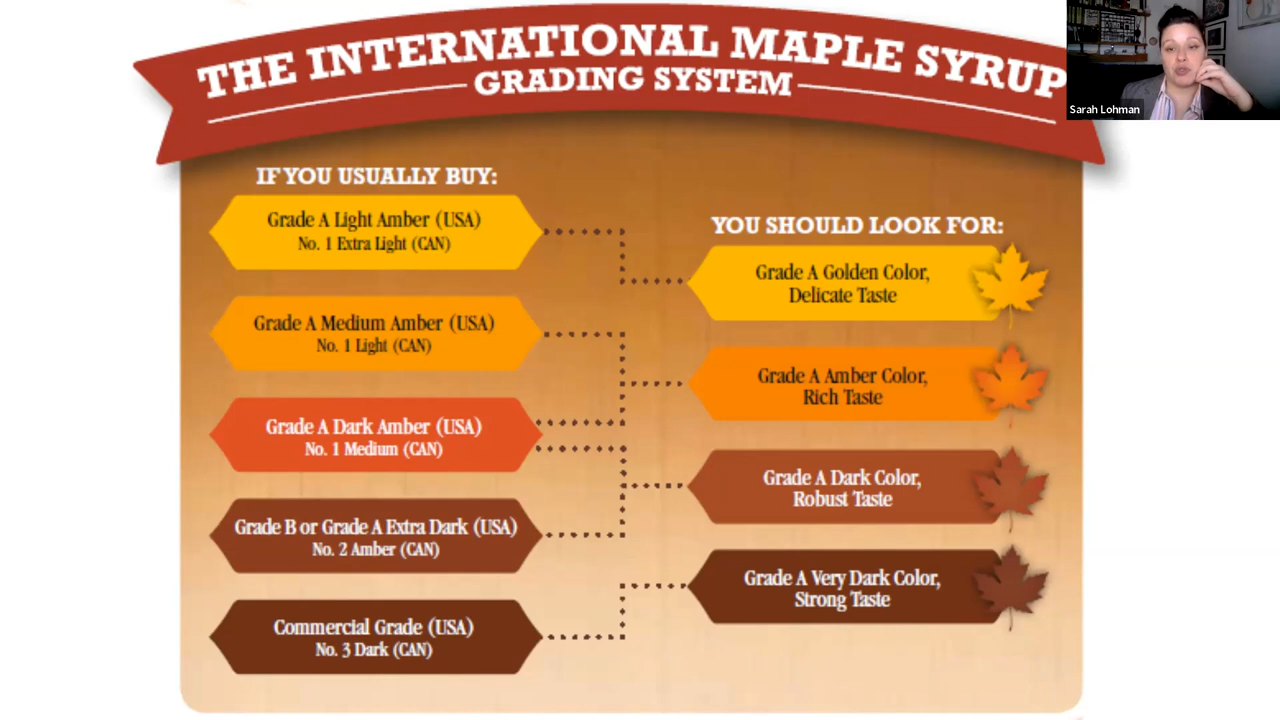 THE INTERNATIONAL MAPLE SYRUP
GRADING SYSTEM
Sarah Lohman
IF YOU USUALLY BUY:
Grade A Light Amber (USA)
No. 1 Extra Light (CAN)
Grade A Medium Amber (USA)
No. 1 Light (CAN)
Grade A Dark Amber (USA)
No. 1 Medium (CAN)
Grade B or Grade A Extra Dark (USA)
No. 2 Amber (CAN)
Commercial Grade (USA)
No. 3 Dark (CAN)
YOU SHOULD LOOK FOR:
Grade A Golden Color,
Delicate Taste
Grade A Amber Color,
Rich Taste
Grade A Dark Color,
Robust Taste
Grade A Very Dark Color,
Strong Taste